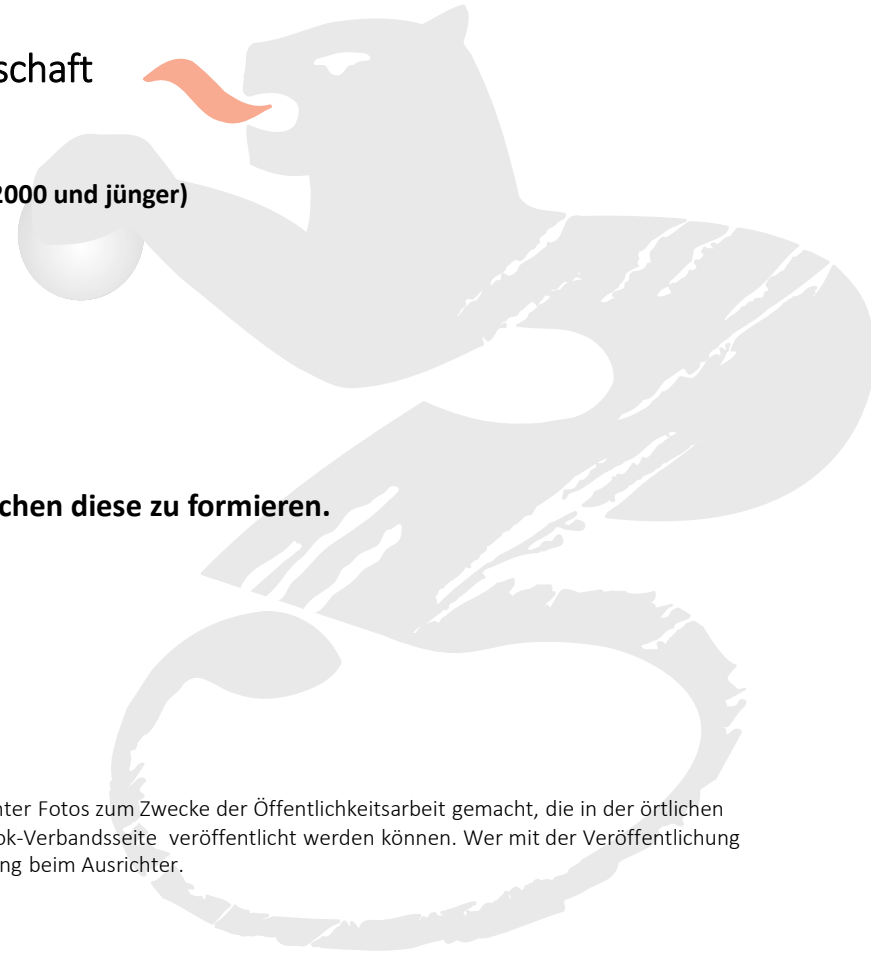 schaft
2000 und jünger)
chen diese zu formieren.
nter Fotos zum Zwecke der Öffentlichkeitsarbeit gemacht, die in der örtlichen
ok-Verbandsseite  veröffentlicht werden können. Wer mit der Veröffentlichung
ng beim Ausrichter.